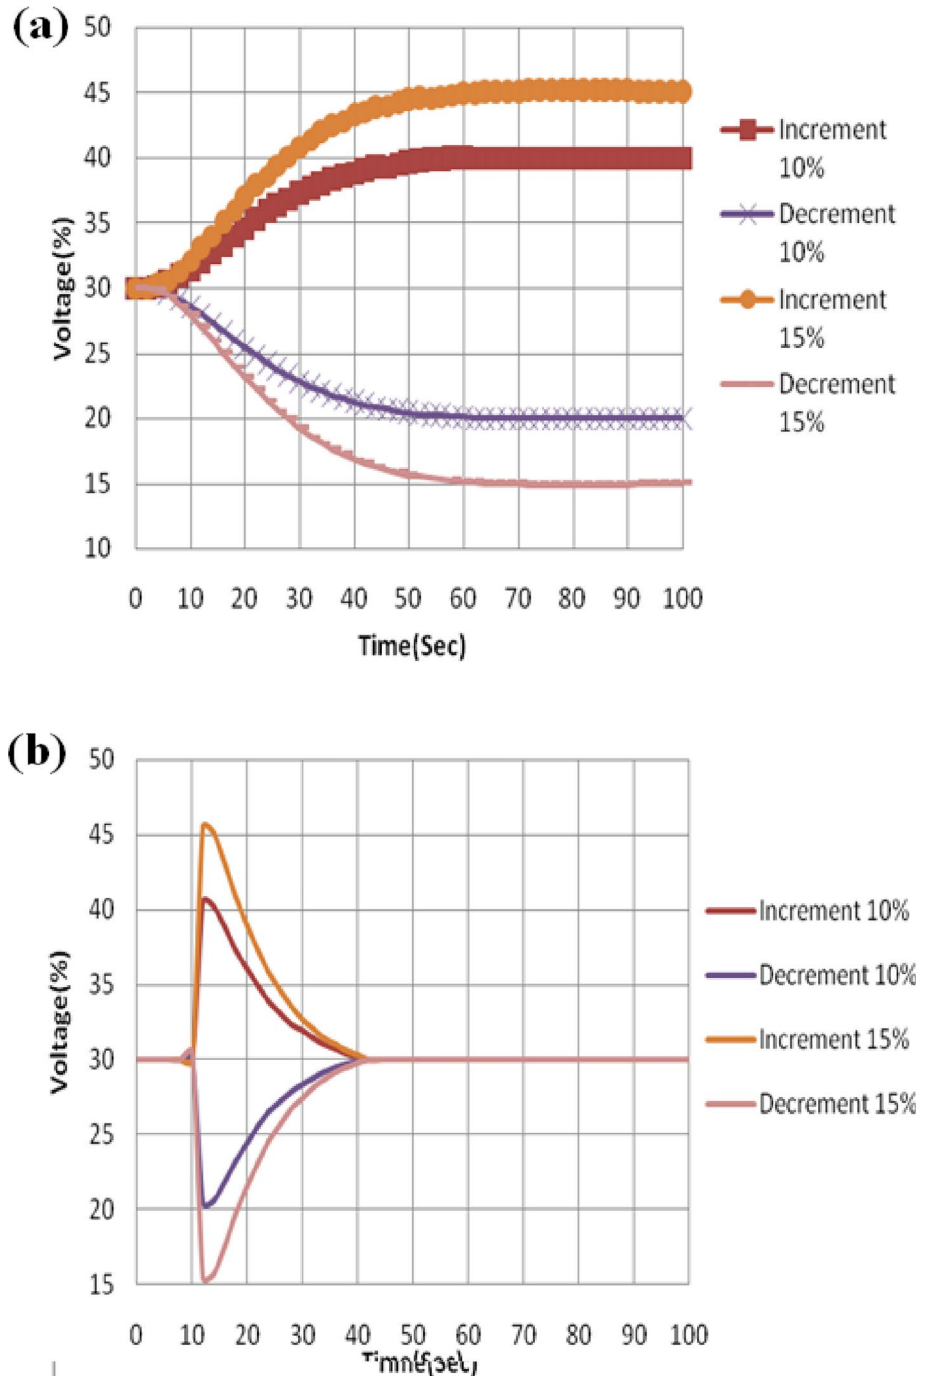 (a)
50
45
40
35
30
25
20
15
10
Voltage(%)
0 10 20 30 40 50 60 70 80 90 100
Time(Sec)
Increment
10%
Decrement
10%
Increment
15%
Decrement
15%
(b)
50
45
40
35
30
25
20
15
Voltage(%)
0 10 20 30 40 50 60 70 80 90 100
Increment 10%
Decrement 10%
Increment 15%
Decrement 15%